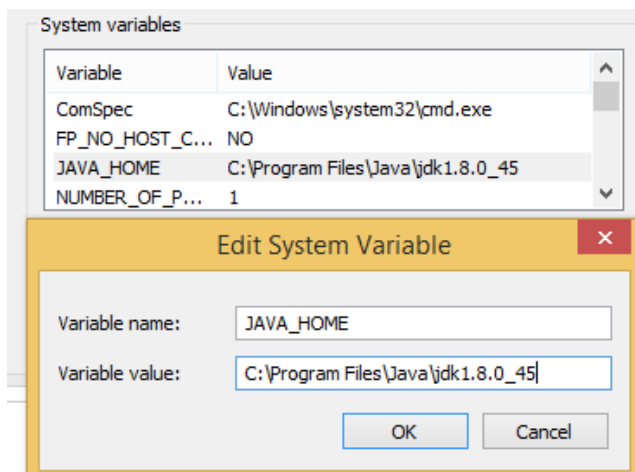 System variables
Variable Value
ComSpec C:\Windows\system32\cmd.exe
FP_NO_HOST_C... NO
JAVA_HOME C:\Program Files\Java\jdk1.8.0_45
NUMBER_OF_P... 1
Edit System Variable
Variable name: JAVA_HOME
Variable value: C:\Program Files\Java\jdk1.8.0_45
OK Cancel